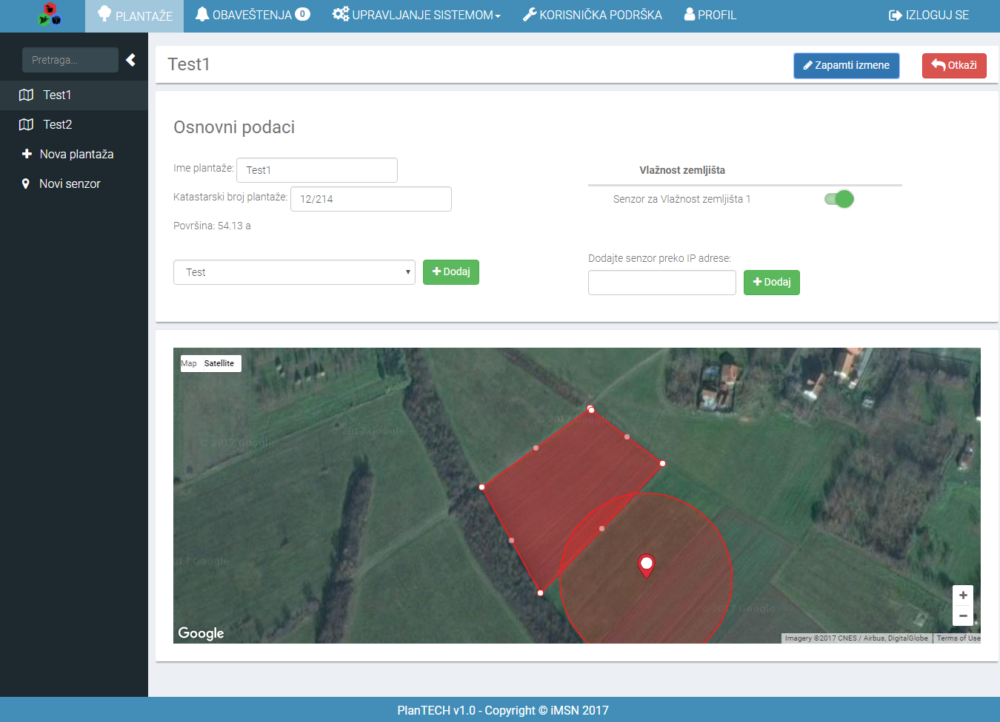 PLANTAŽE
OBAVEŠTENJA 0
UPRAVLJANJE SISTEMOM
KORISNIČKA PODRŠKA
PROFIL
IZLOGUJ SE
Pretraga...
Test1
Test2
Nova plantaža
Novi senzor
Test1
Zapamti izmene
Otkaži
Osnovni podaci
Ime plantaže: Test1
Katastarski broj plantaže: 12/214
Površina: 54.13 a
Test
Dodaj
Vlažnost zemljišta
Senzor za Vlažnost zemljišta 1
Dodajte senzor preko IP adrese:
Dodaj
Map Satellite
© 2017 Google
© 2017 Google
© 2017 Google
017 Google
© 2017 Google
Google
Imagery ©2017 CNES / Airbus, DigitalGlobe
Terms of Use
PlanTECH v1.0 - Copyright © iMSN 2017